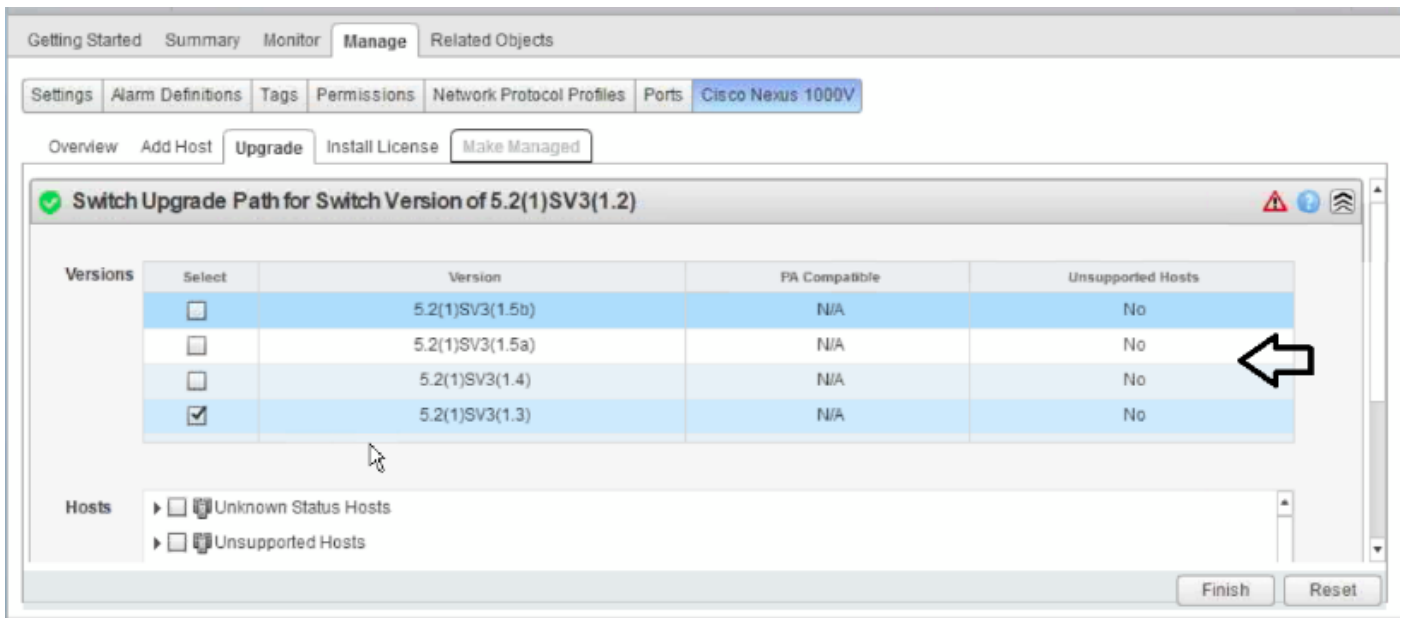 Getting Started Summary Monitor Manage Related Objects
Settings Alarm Definitions Tags Permissions Network Protocol Profiles Ports Cisco Nexus 1000V
Overview Add Host Upgrade Install License Make Managed
Switch Upgrade Path for Switch Version of 5.2(1)SV3(1.2)
Versions Select Version PA Compatible Unsupported Hosts
5.2(1)SV3(1.5b) N/A No
5.2(1)SV3(1.5a) N/A No
5.2(1)SV3(1.4) N/A No
5.2(1)SV3(1.3) N/A No
Hosts Unknown Status Hosts
Unsupported Hosts
Finish Reset